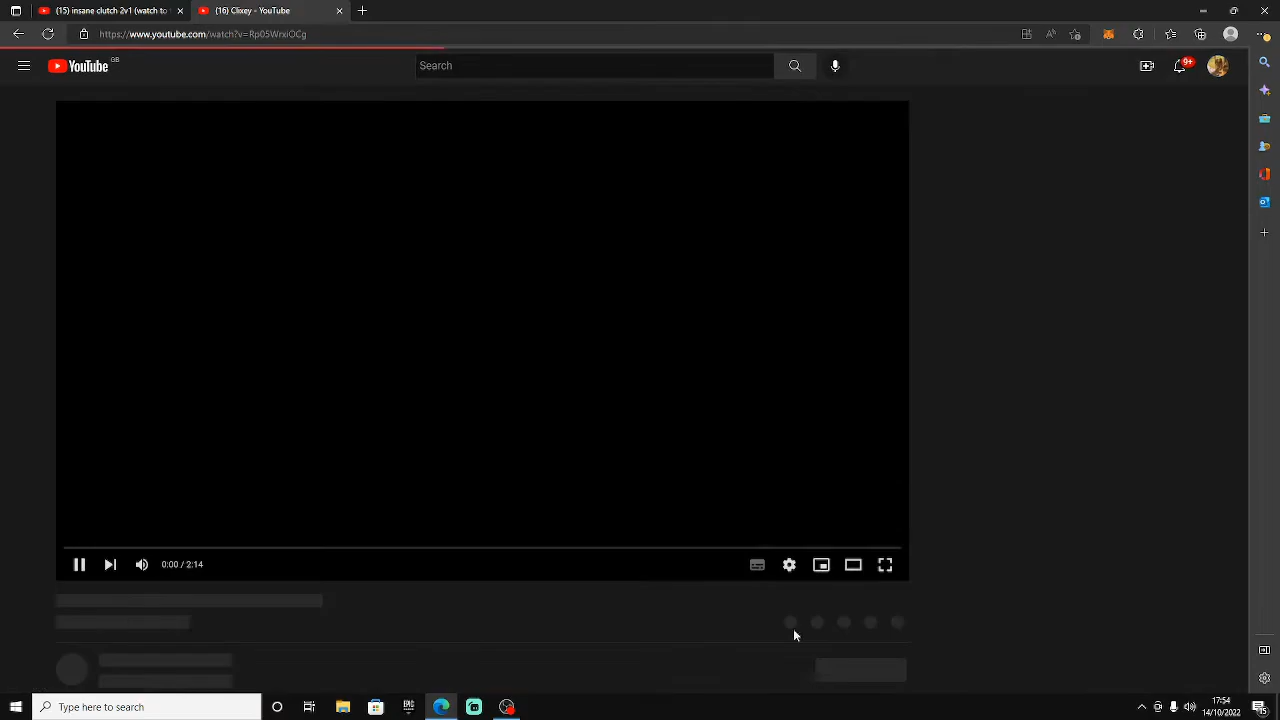 (15) insane clutch 2v1 (watch to
(16) Clixey - YouTube
https://www.youtube.com/watch?v=Rp05WrxiOCg
YouTube GB
Search
9+
0:00 / 2:14
Type here to search
EPIC
17:54
14/10/2022